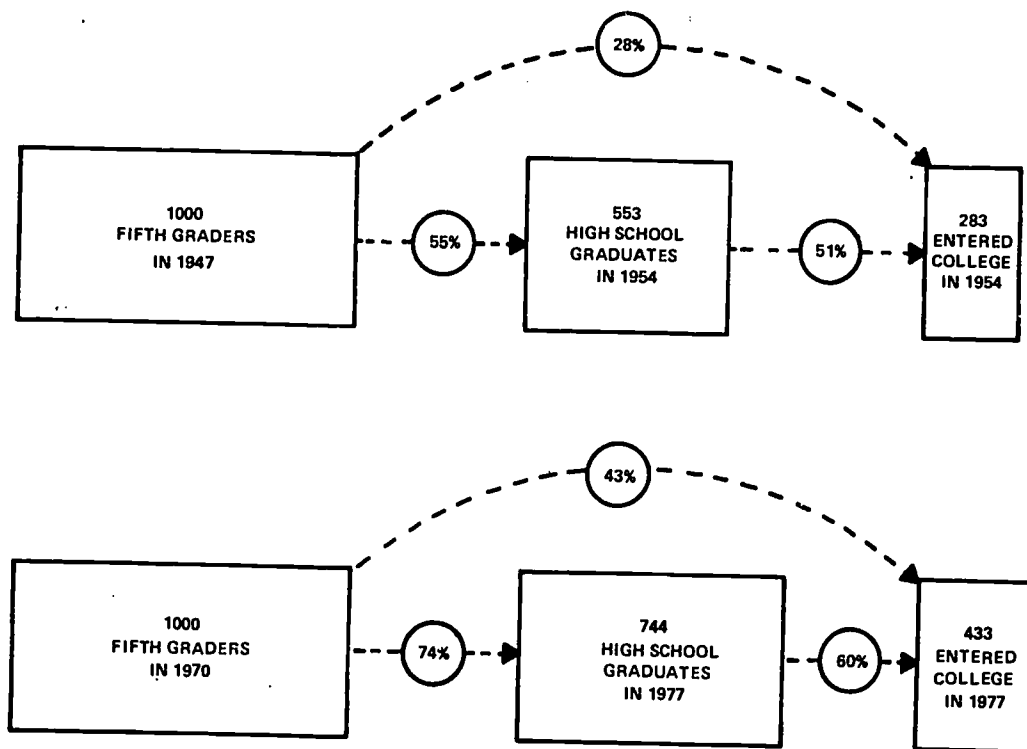 28%
1000
FIFTH GRADERS
IN 1947
55%
553
HIGH SCHOOL
GRADUATES
IN 1954
51%
283
ENTERED
COLLEGE
IN 1954
43%
1000
FIFTH GRADERS
IN 1970
74%
744
HIGH SCHOOL
GRADUATES
IN 1977
60%
433
ENTERED
COLLEGE
IN 1977